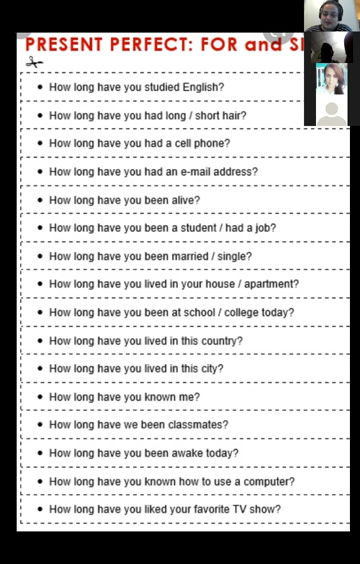 PRESENT PERFECT: FOR and
• How long have you studied English?
• How long have you had long / short hair?
• How long have you had a cell phone?
• How long have you had an e-mail address?
• How long have you been alive?
• How long have you been a student / had a job?
• How long have you been married / single?
• How long have you lived in your house / apartment?
• How long have you been at school / college today?
• How long have you lived in this country?
• How long have you lived in this city?
• How long have you known me?
• How long have we been classmates?
• How long have you been awake today?
• How long have you known how to use a computer?
• How long have you liked your favorite TV show?